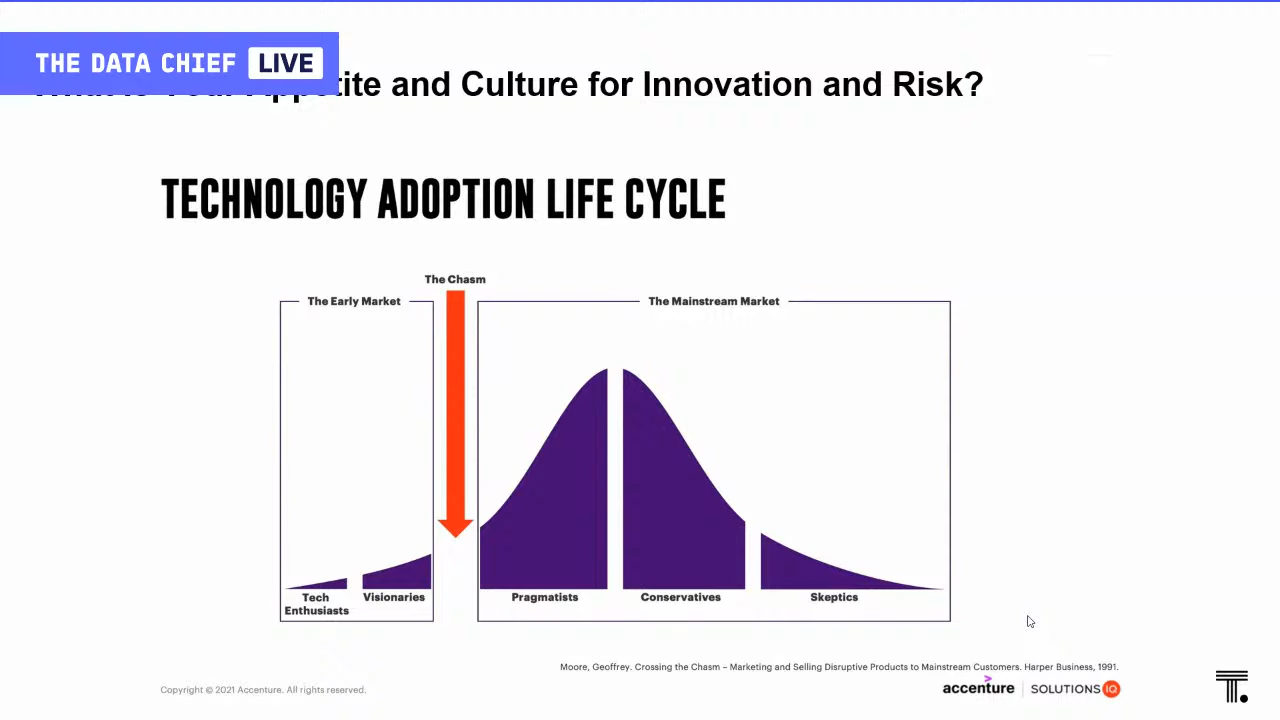 THE DATA CHIEF LIVE
Your Appetite and Culture for Innovation and Risk?
TECHNOLOGY ADOPTION LIFE CYCLE
The Chasm
The Early Market
The Mainstream Market
Tech
Enthusiasts
Visionaries
Pragmatists
Conservatives
Skeptics
Moore, Geoffrey. Crossing the Chasm – Marketing and Selling Disruptive Products to Mainstream Customers. Harper Business, 1991.
Copyright © 2021 Accenture. All rights reserved.
accenture | SOLUTIONS IQ
T.